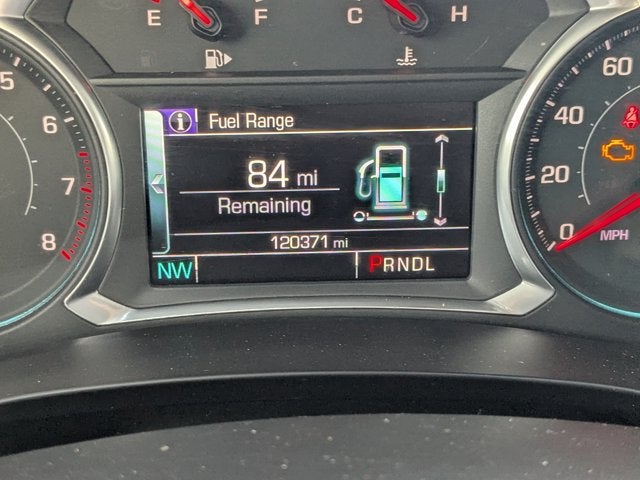 E F C H
5
6
7
8
i Fuel Range
84 mi
Remaining
120371 mi
NW PRNDL
60
40
20
0
MPH